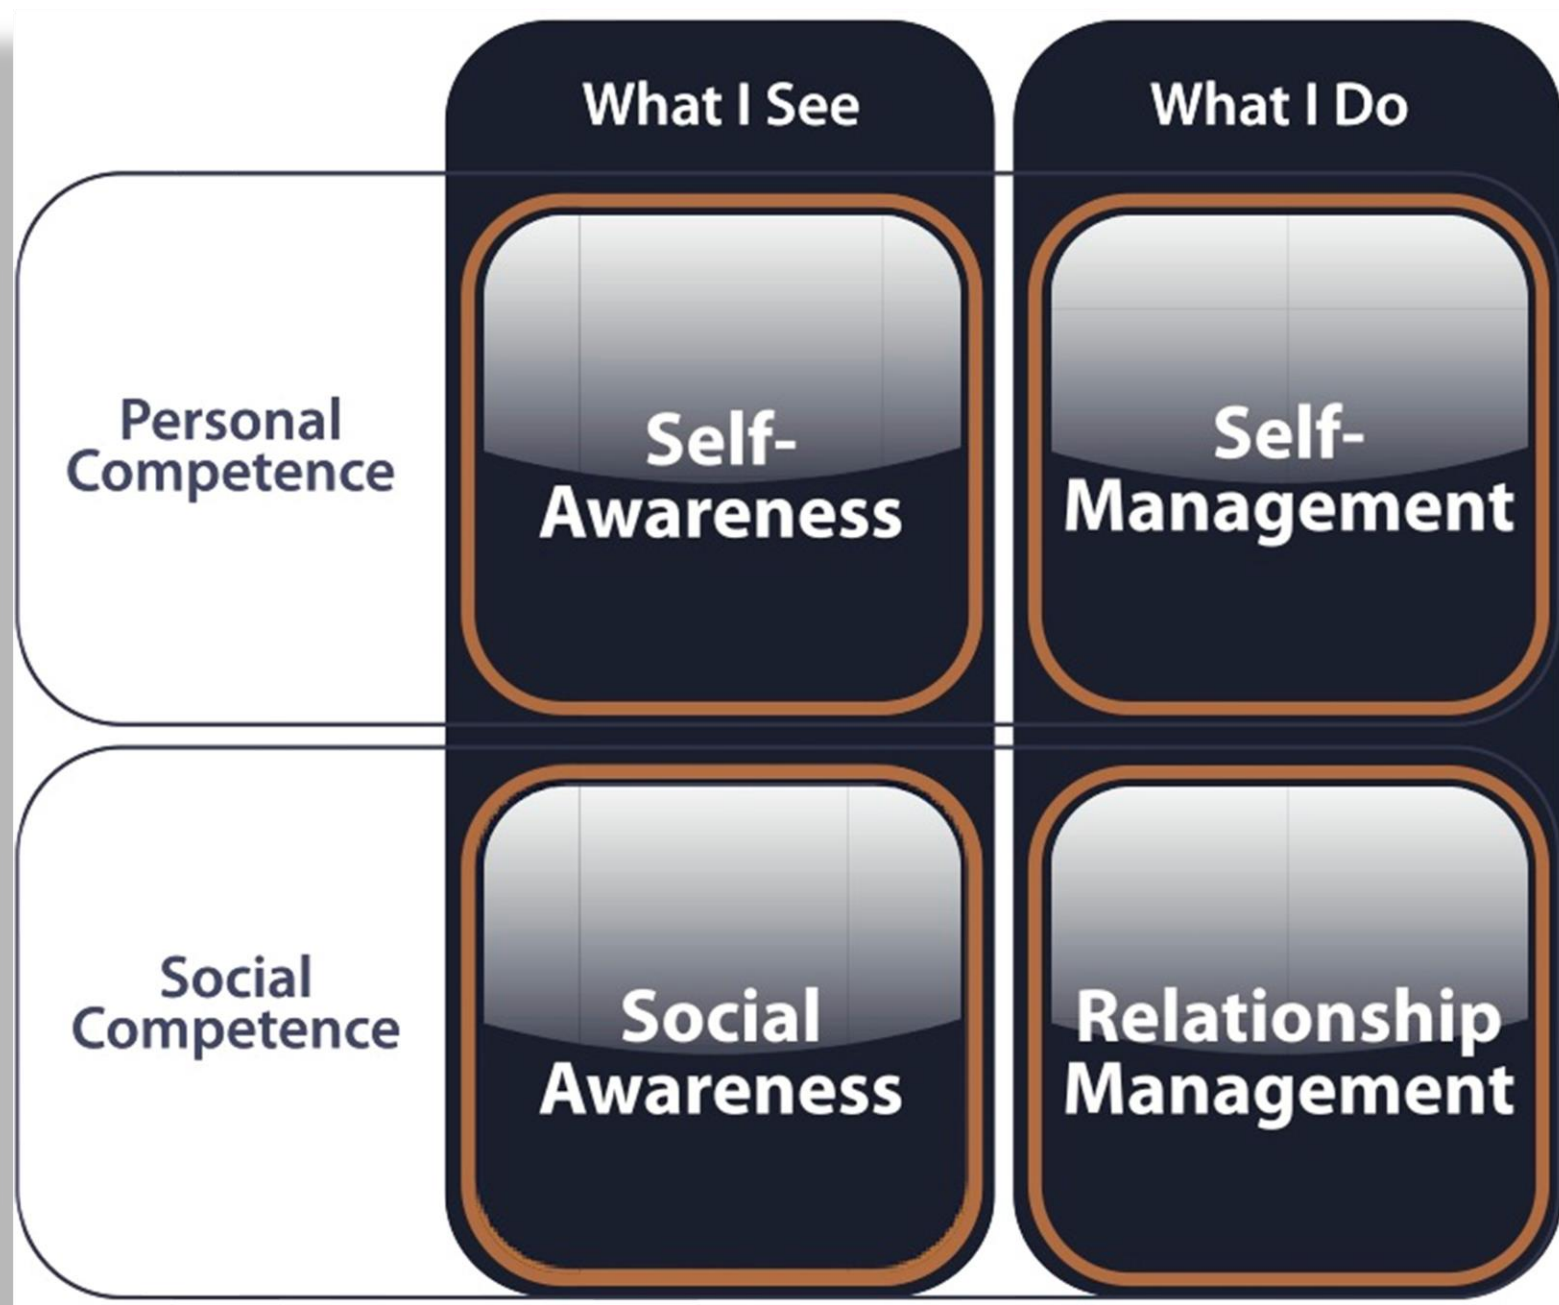 What I See
What I Do
Personal
Competence
Self-
Awareness
Self-
Management
Social
Competence
Social
Awareness
Relationship
Management